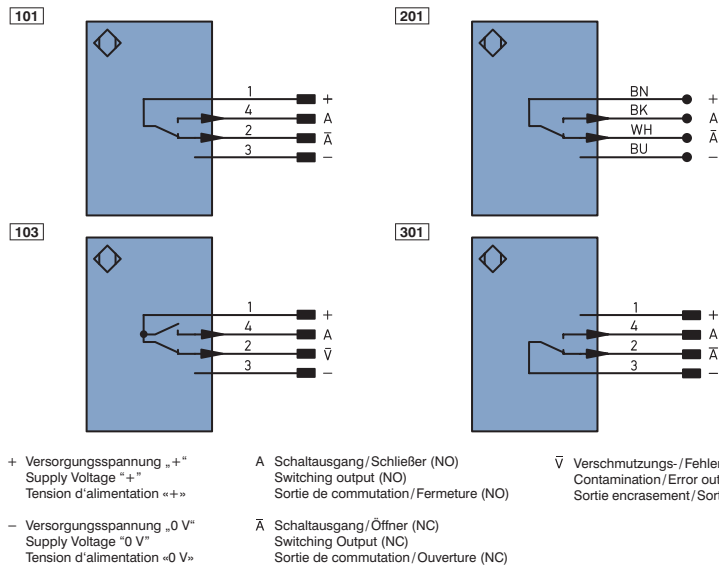 101
1 +
4 A
2 Ā
3 −
201
BN +
BK A
WH Ā
BU −
103
1 +
4 A
2 V̄
3 −
301
1 +
4 A
2 Ā
3 −
+ Versorgungsspannung „+“
Supply Voltage “+”
Tension d'alimentation «+»
− Versorgungsspannung „0 V“
Supply Voltage “0 V”
Tension d'alimentation «0 V»
A Schaltausgang/Schließer (NO)
Switching output (NO)
Sortie de commutation/Fermeture (NO)
Ā Schaltausgang/Öffner (NC)
Switching Output (NC)
Sortie de commutation/Ouverture (NC)
V̄ Verschmutzungs-/Fehler
Contamination/Error out
Sortie encrasement/Sort